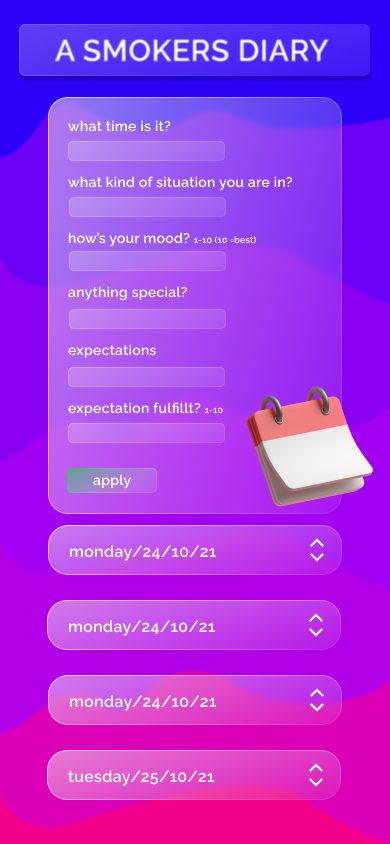 A SMOKERS DIARY
what time is it?
what kind of situation you are in?
how's your mood? 1-10 (10 =best)
anything special?
expectations
expectation fulfillt? 1-10
apply
monday/24/10/21
monday/24/10/21
monday/24/10/21
tuesday/25/10/21